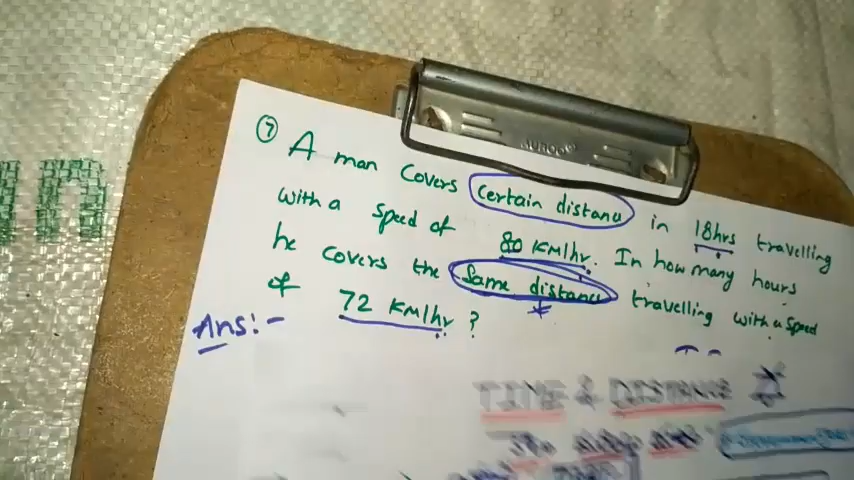 ⑦ A man Covers Certain distance in 18hrs travelling
with a Speed of 80 KM/hr. In how many hours
he covers the Same distance travelling with a Speed
of 72 KM/hr ?
Ans:-
TIME & DISTANCE